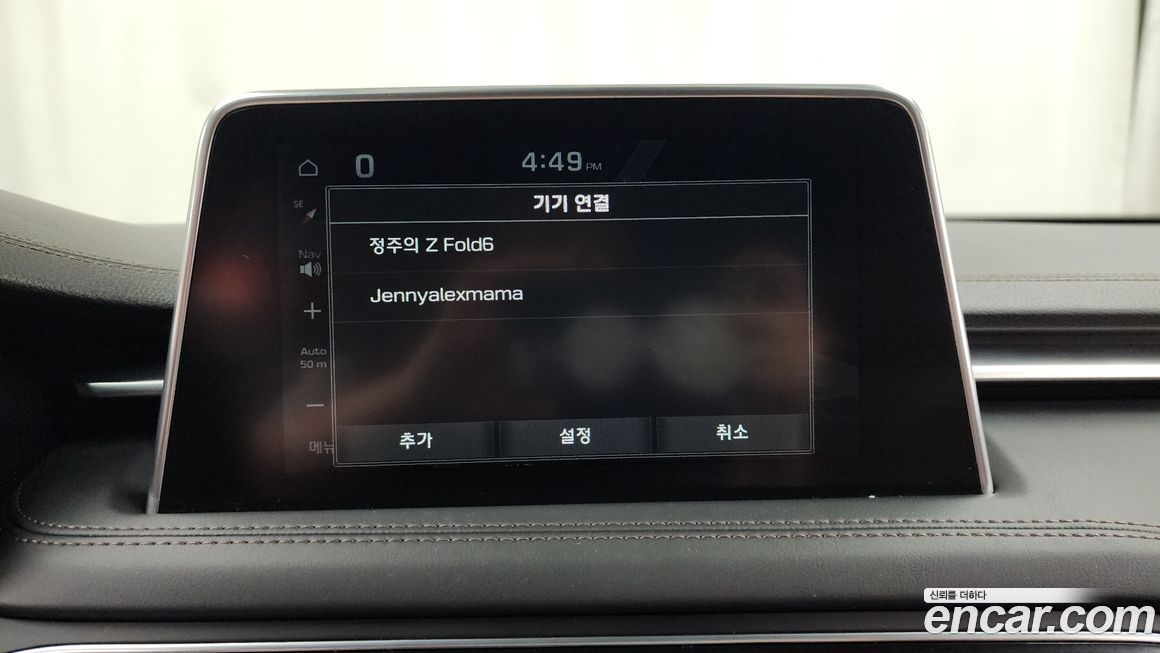 0
4:49 PM
기기 연결
SE
정주의 Z Fold6
Nav
Jennyalexmama
Auto
50 m
메뉴
추가
설정
취소
신뢰를 더하다
encar.com